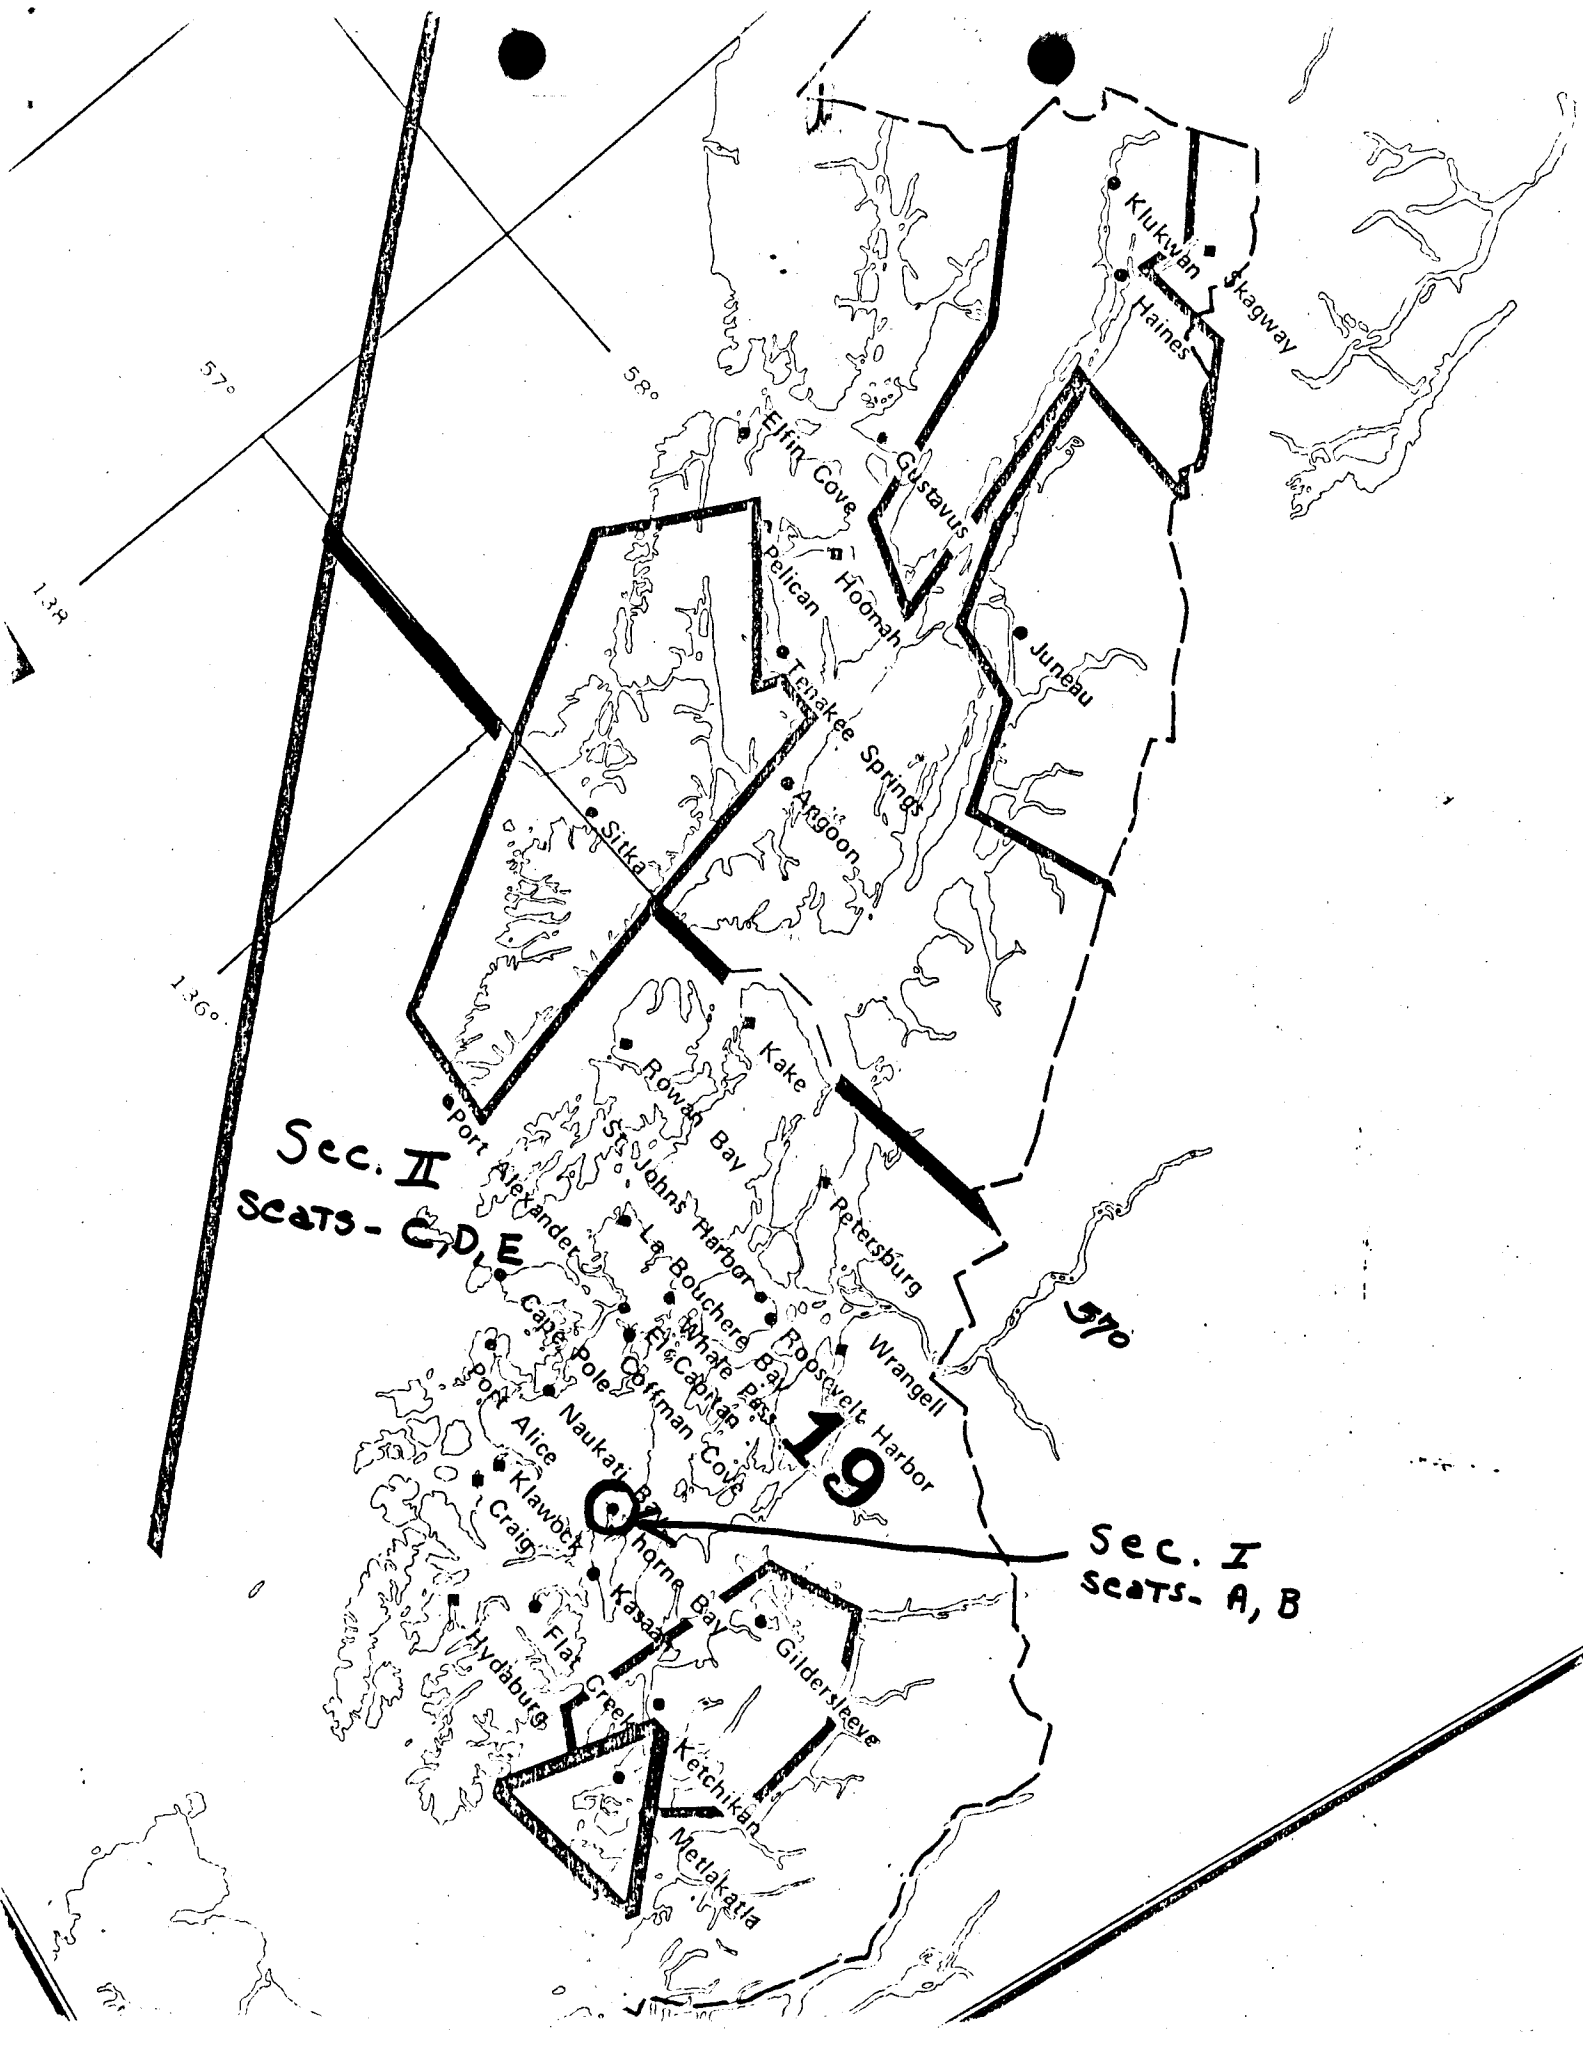 Klukwan
Skagway
Haines
57°
58°
Elfin Cove
Gustavus
138
Pelican
Hoonah
Juneau
Tenakee Springs
Angoon
Sitka
136°
Kake
Rowan Bay
Port Alexander
St. Johns Harbor
Sec. II
seats - C, D, E
Petersburg
La Bouchere Bay
570
Cape Pole
El Capitan
Whale Pass
Roosevelt Harbor
Wrangell
Coffman Cove
Port Alice
Naukati Bay
19
Klawock
Craig
Thorne Bay
Sec. I
seats - A, B
Kasaan
Flat Creek
Hydaburg
Gildersleeve
Ketchikan
Metlakatla